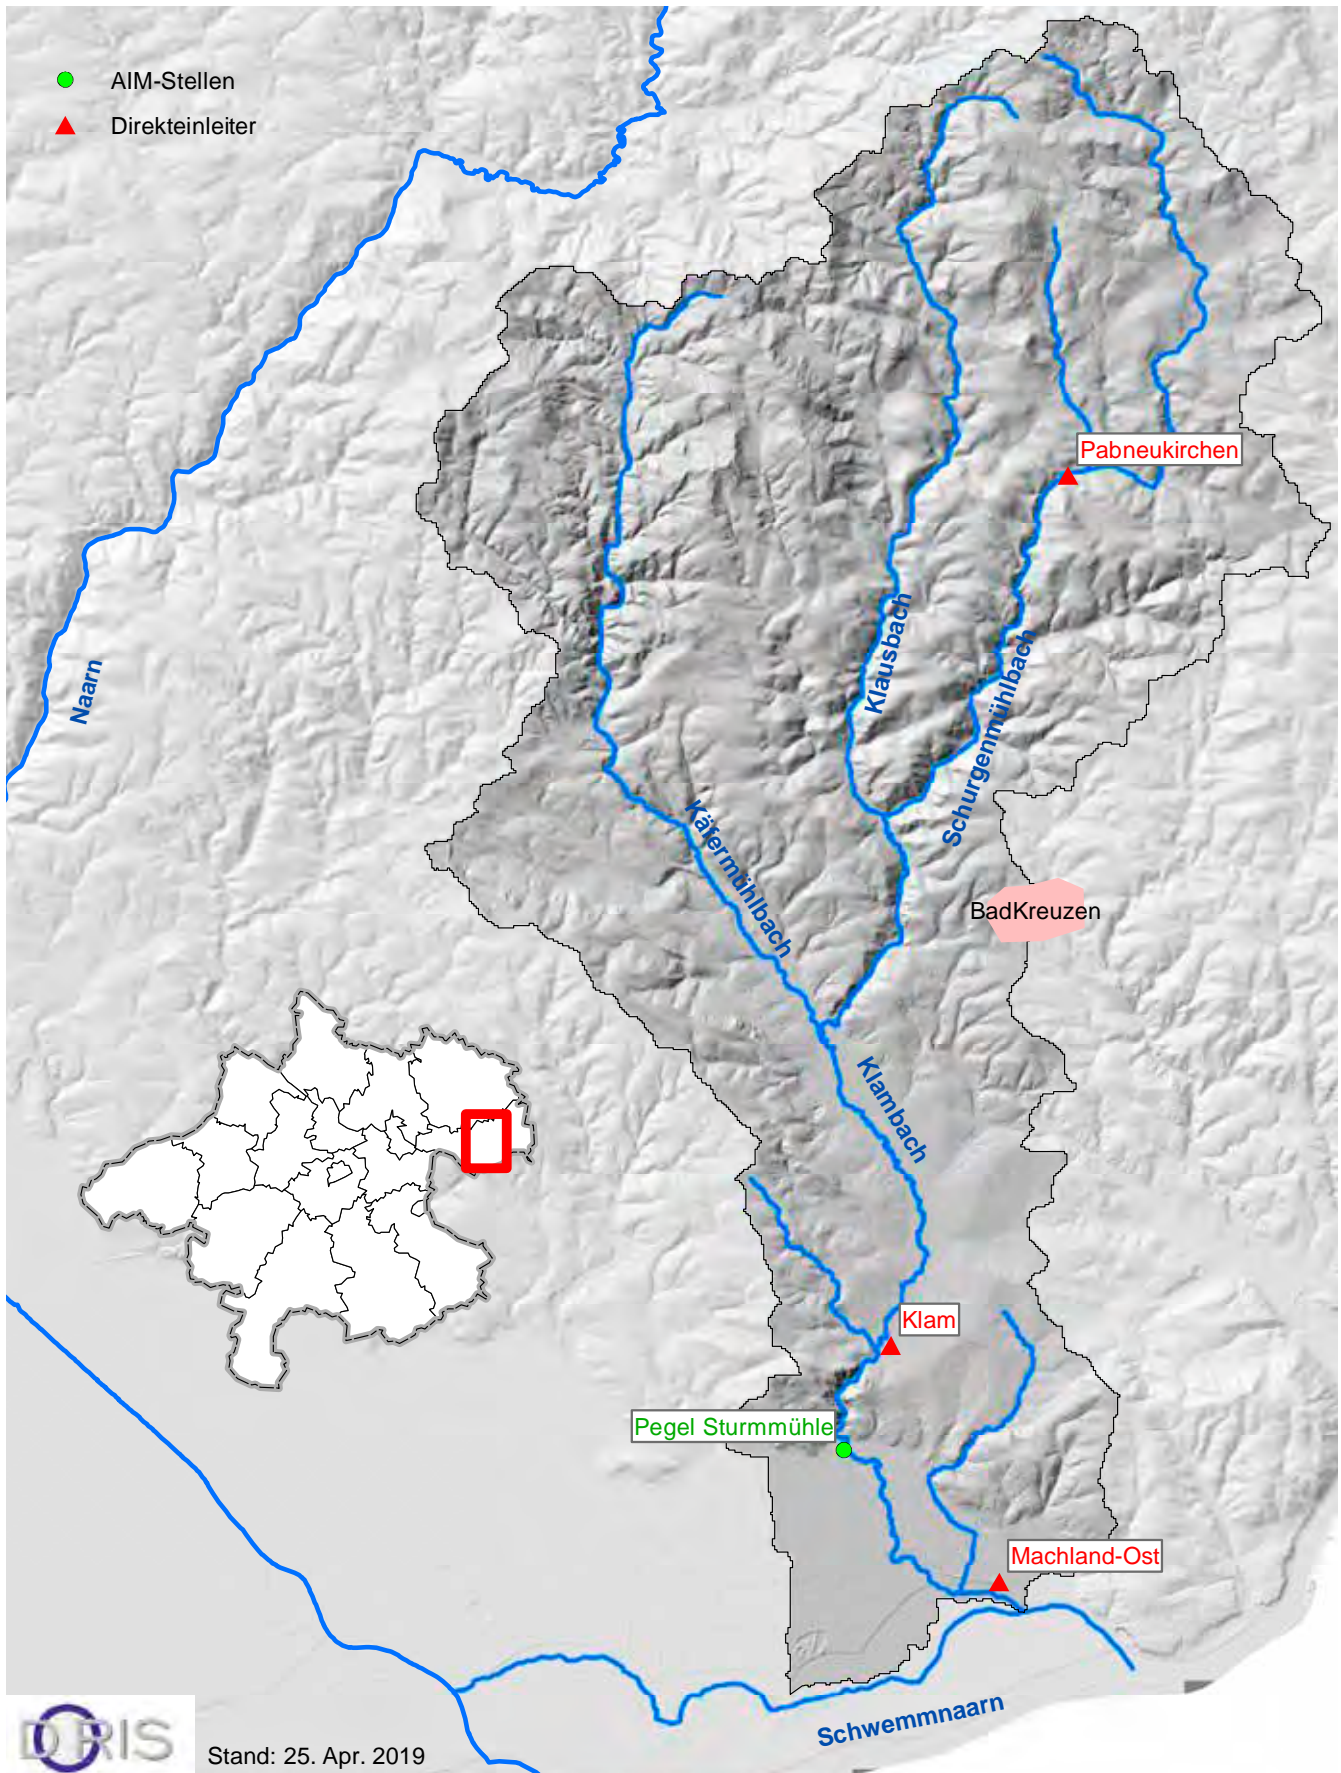 AIM-Stellen
Direkteinleiter
Pabneukirchen
Klausbach
Schurgenmühlbach
Naarn
Käfermühlbach
BadKreuzen
Klambach
Klam
Pegel Sturmmühle
Machland-Ost
Schwemmnaarn
DORIS
Stand: 25. Apr. 2019